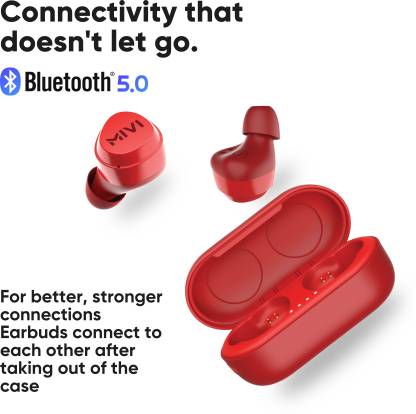 Connectivity that
doesn't let go.
Bluetooth® 5.0
MIVI
For better, stronger
connections
Earbuds connect to
each other after
taking out of the
case